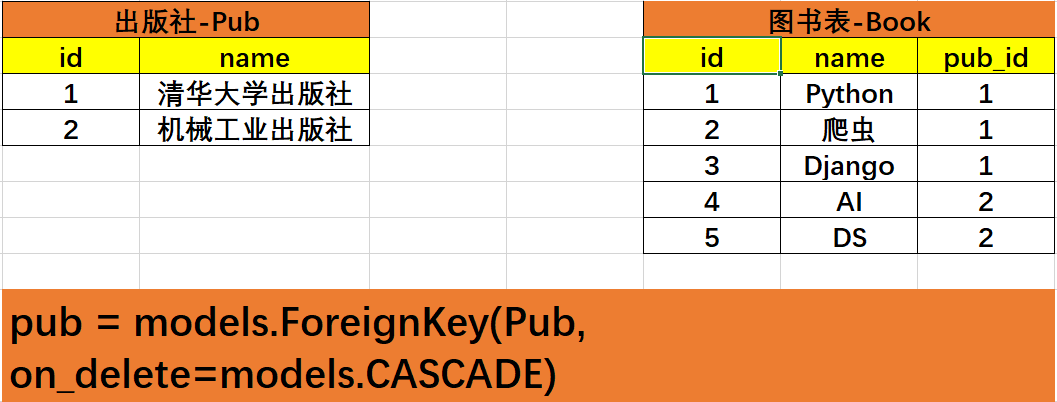 出版社-Pub
图书表-Book
id name
id name pub_id
1 清华大学出版社
1 Python 1
2 机械工业出版社
2 爬虫 1
3 Django 1
4 AI 2
5 DS 2
pub = models.ForeignKey(Pub,
on_delete=models.CASCADE)